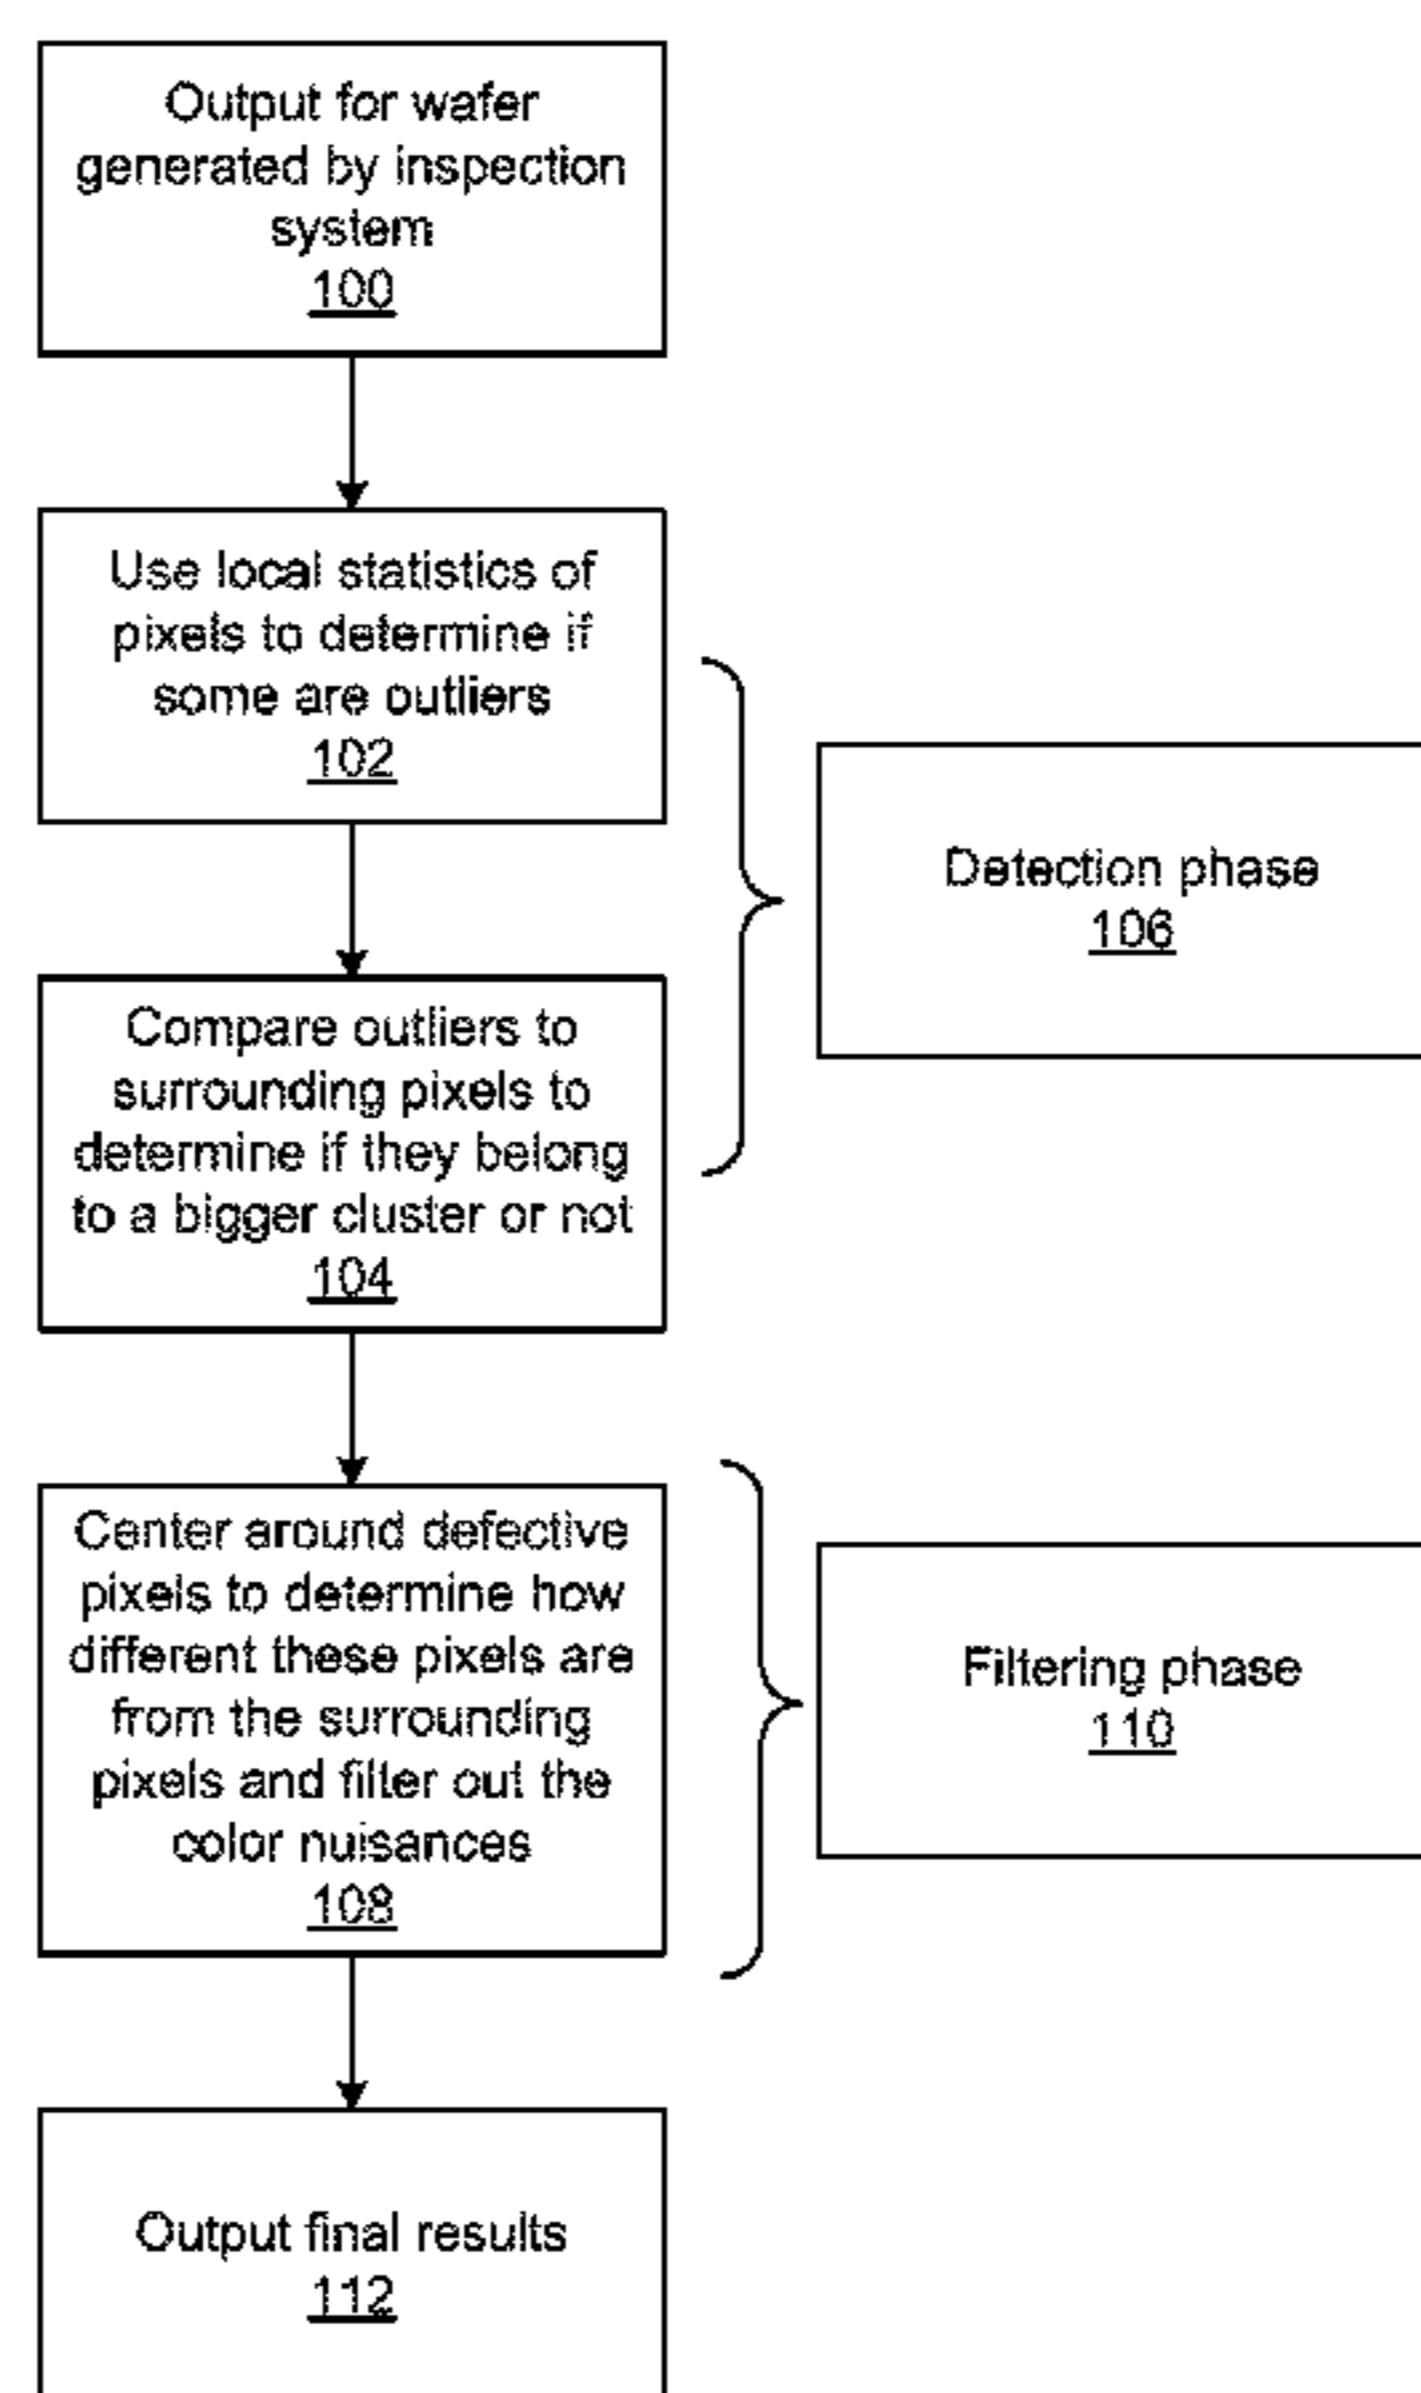 Output for wafer
generated by inspection
system
100
Use local statistics of
pixels to determine if
some are outliers
102
Detection phase
106
Compare outliers to
surrounding pixels to
determine if they belong
to a bigger cluster or not
104
Center around defective
pixels to determine how
different these pixels are
from the surrounding
pixels and filter out the
color nuisances
108
Filtering phase
110
Output final results
112